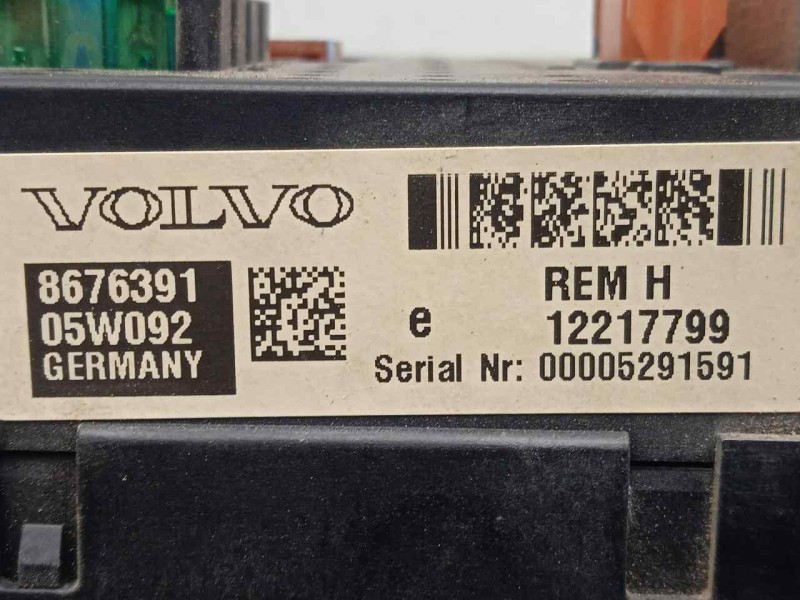 VOLVO
8676391
05W092
GERMANY
REM H
e 12217799
Serial Nr: 00005291591